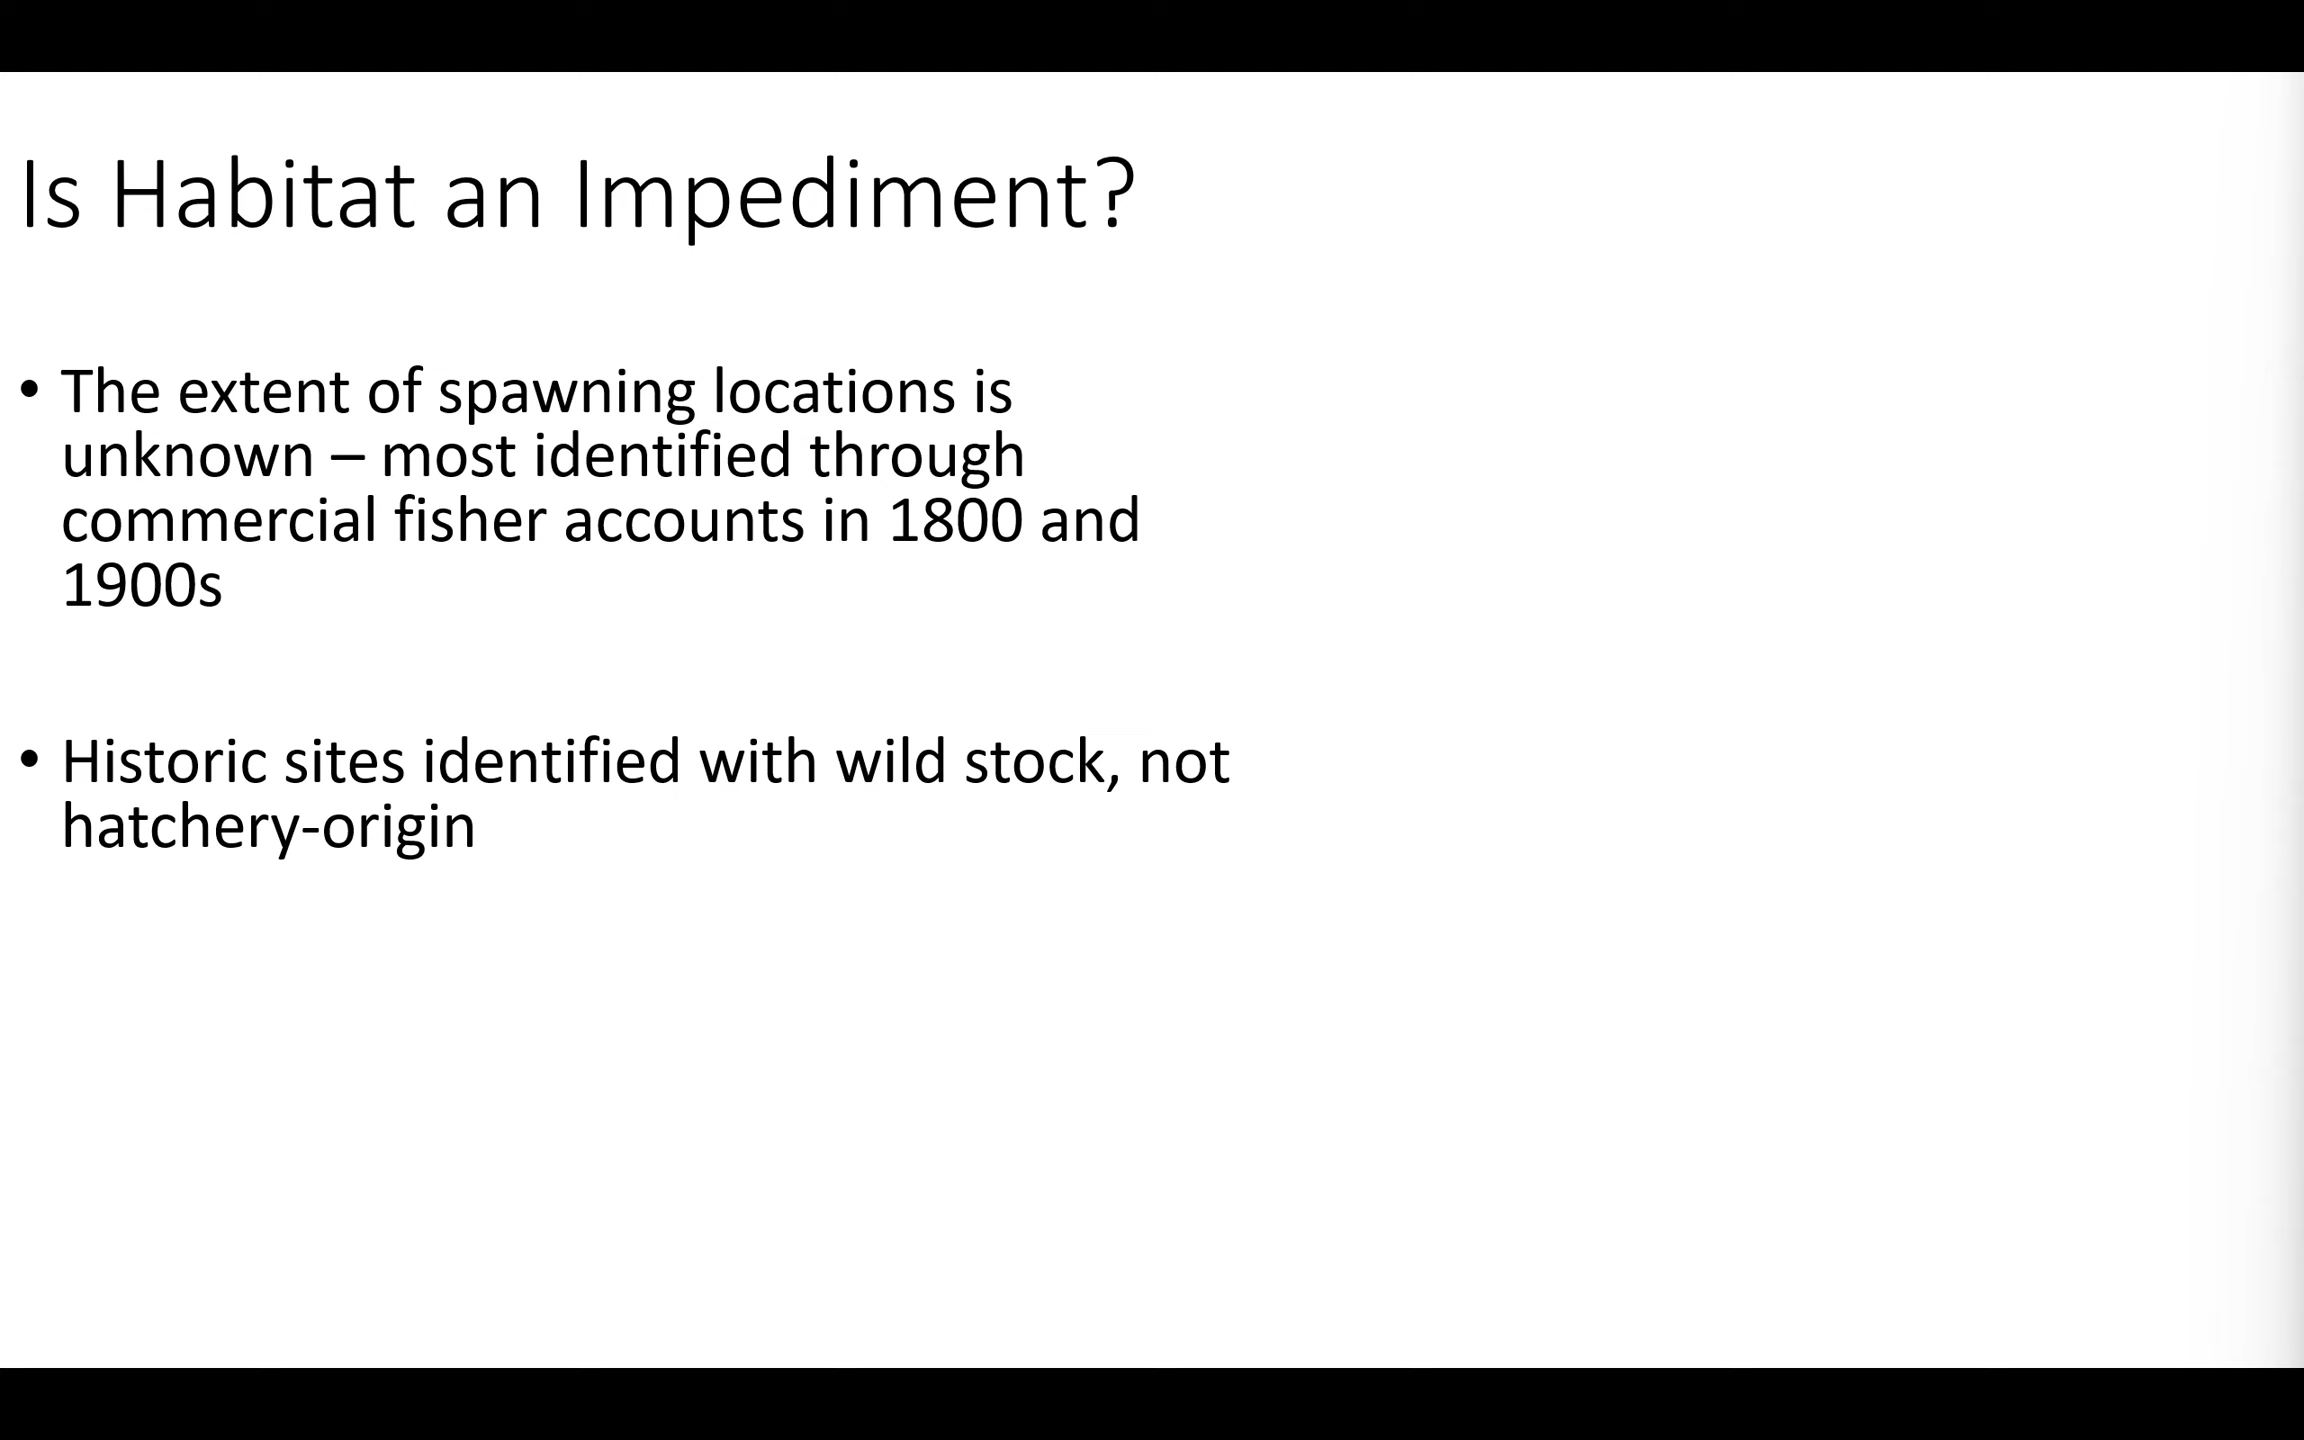 Is Habitat an Impediment?
• The extent of spawning locations is
unknown – most identified through
commercial fisher accounts in 1800 and
1900s
• Historic sites identified with wild stock, not
hatchery-origin